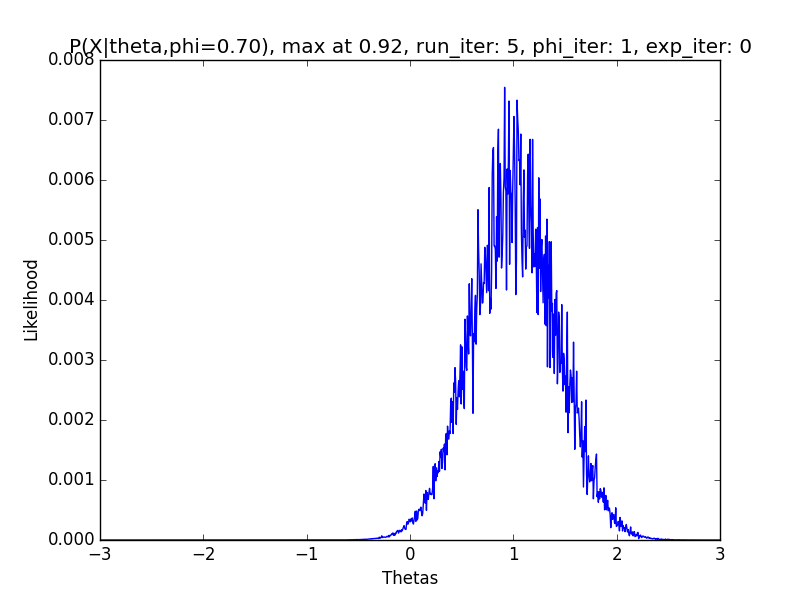 P(X|theta,phi=0.70), max at 0.92, run_iter: 5, phi_iter: 1, exp_iter: 0
0.008
0.007
0.006
0.005
0.004
0.003
0.002
0.001
0.000
Likelihood
−3 −2 −1 0 1 2 3
Thetas